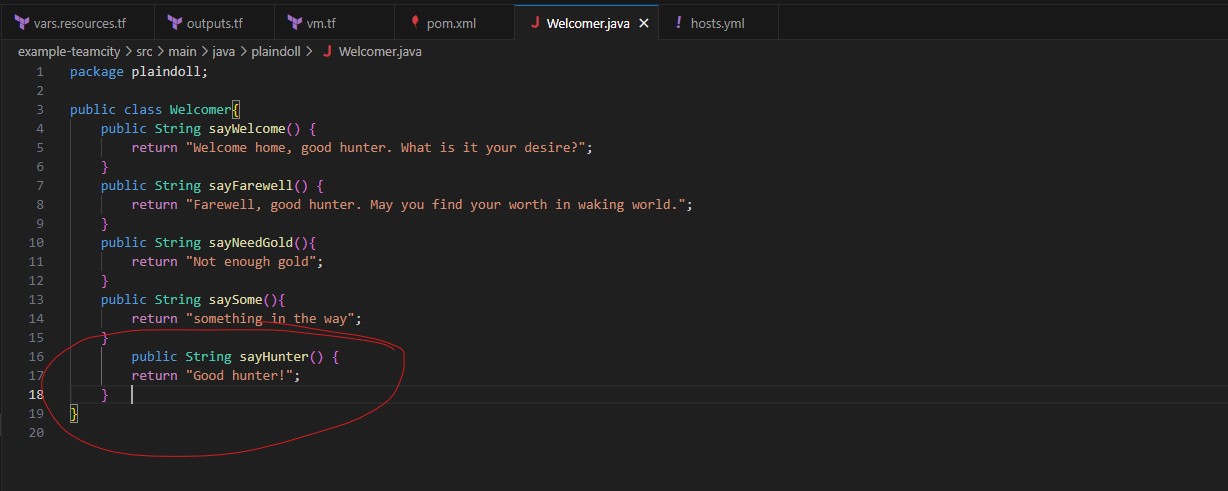 vars.resources.tf outputs.tf vm.tf pom.xml J Welcomer.java × ! hosts.yml
example-teamcity > src > main > java > plaindoll > J Welcomer.java
1 package plaindoll;
2
3 public class Welcomer{
4 public String sayWelcome() {
5 return "Welcome home, good hunter. What is it your desire?";
6 }
7 public String sayFarewell() {
8 return "Farewell, good hunter. May you find your worth in waking world.";
9 }
10 public String sayNeedGold(){
11 return "Not enough gold";
12 }
13 public String saySome(){
14 return "something in the way";
15 }
16 public String sayHunter() {
17 return "Good hunter!";
18 }
19 }
20